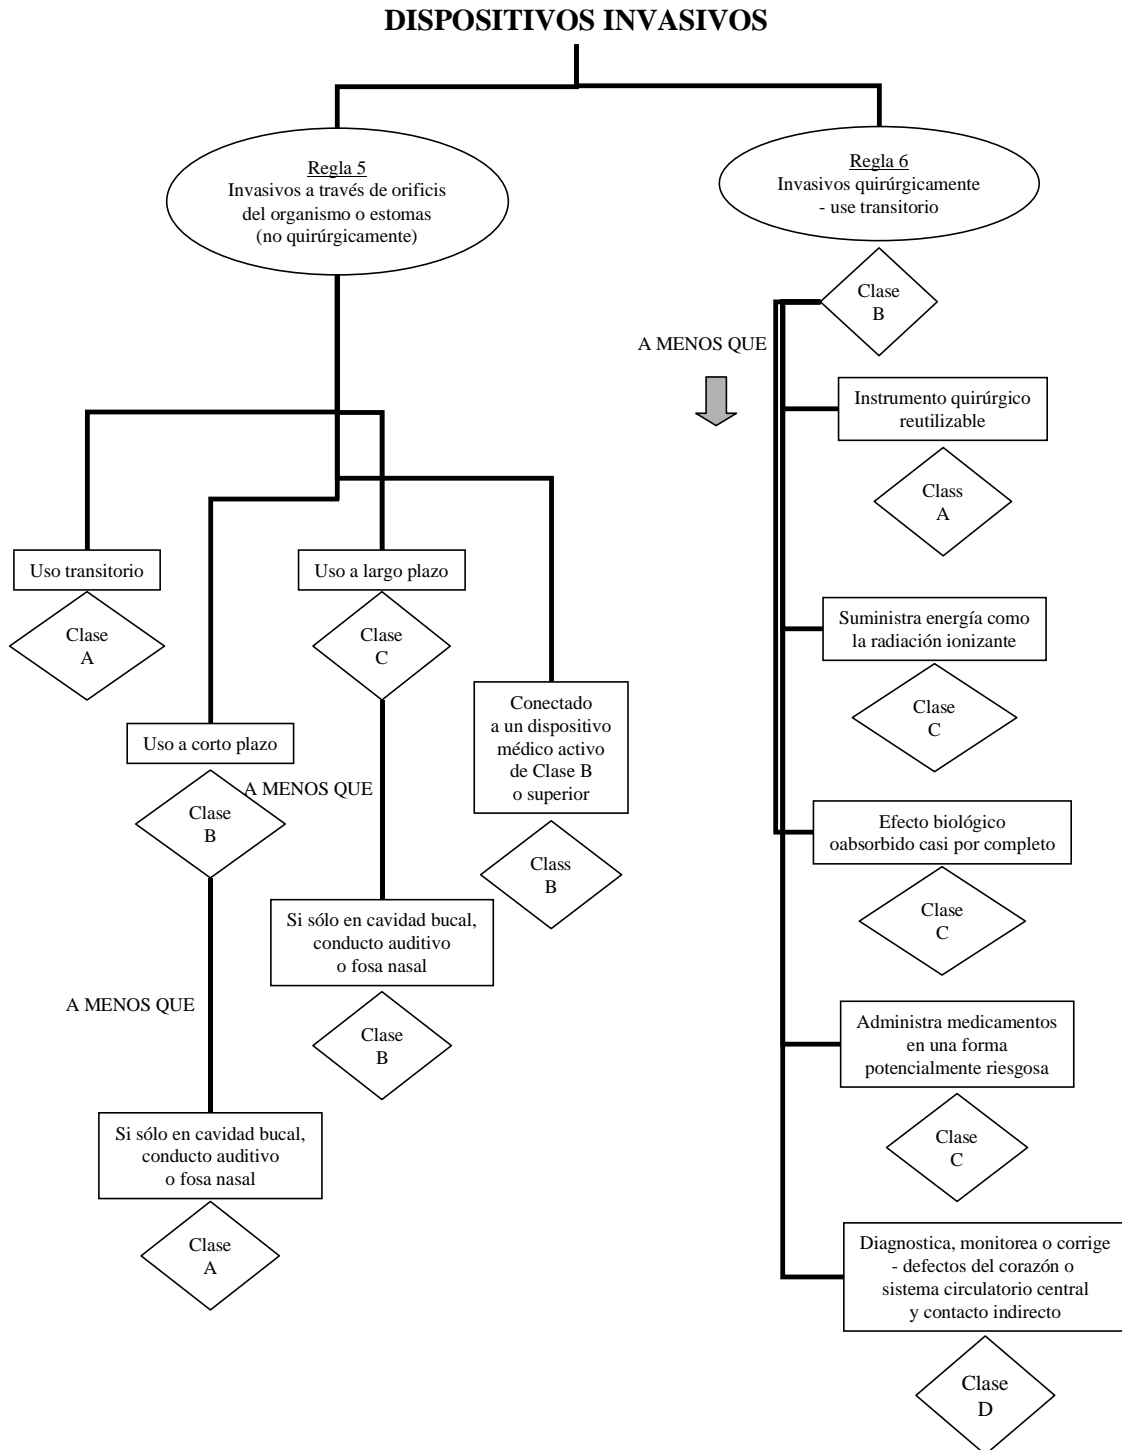 DISPOSITIVOS INVASIVOS
Regla 5
Invasivos a través de orificis
del organismo o estomas
(no quirúrgicamente)
Regla 6
Invasivos quirúrgicamente
- use transitorio
Clase
B
A MENOS QUE
Instrumento quirúrgico
reutilizable
Class
A
Suministra energía como
la radiación ionizante
Clase
C
Efecto biológico
oabsorbido casi por completo
Clase
C
Administra medicamentos
en una forma
potencialmente riesgosa
Clase
C
Diagnostica, monitorea o corrige
- defectos del corazón o
sistema circulatorio central
y contacto indirecto
Clase
D
Uso transitorio
Clase
A
Uso a corto plazo
Clase
B
A MENOS QUE
Si sólo en cavidad bucal,
conducto auditivo
o fosa nasal
Clase
A
Uso a largo plazo
Clase
C
A MENOS QUE
Si sólo en cavidad bucal,
conducto auditivo
o fosa nasal
Clase
B
Conectado
a un dispositivo
médico activo
de Clase B
o superior
Class
B